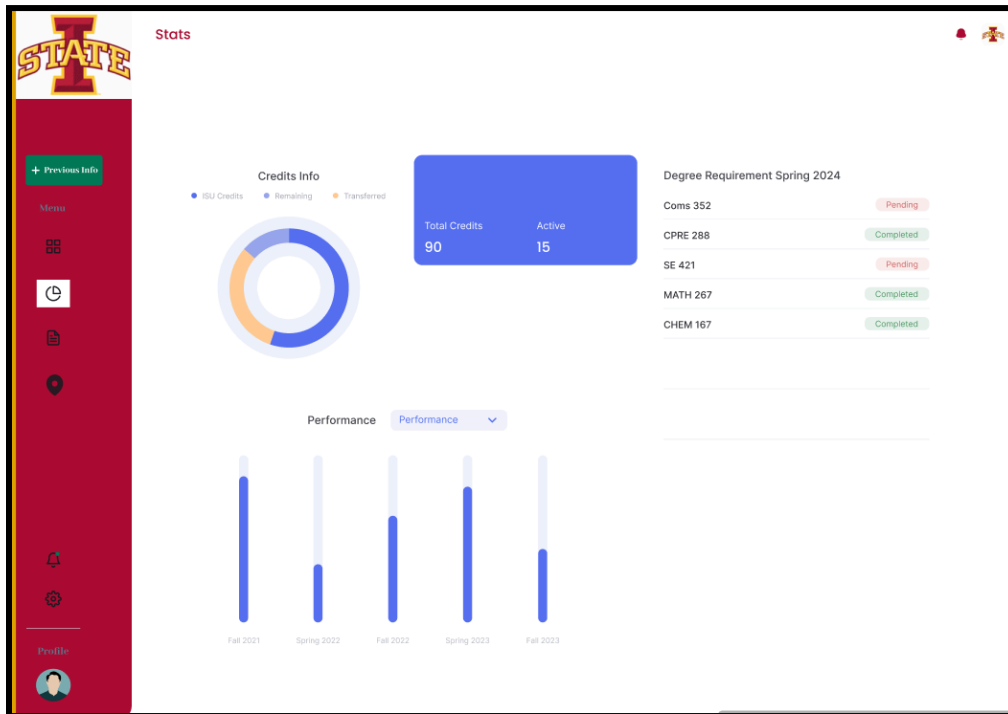 STATE
Stats
+ Previous Info
Menu
Credits Info
ISU Credits Remaining Transferred
Total Credits Active
90 15
Degree Requirement Spring 2024
Coms 352 Pending
CPRE 288 Completed
SE 421 Pending
MATH 267 Completed
CHEM 167 Completed
Performance Performance
Fall 2021 Spring 2022 Fall 2022 Spring 2023 Fall 2023
Profile